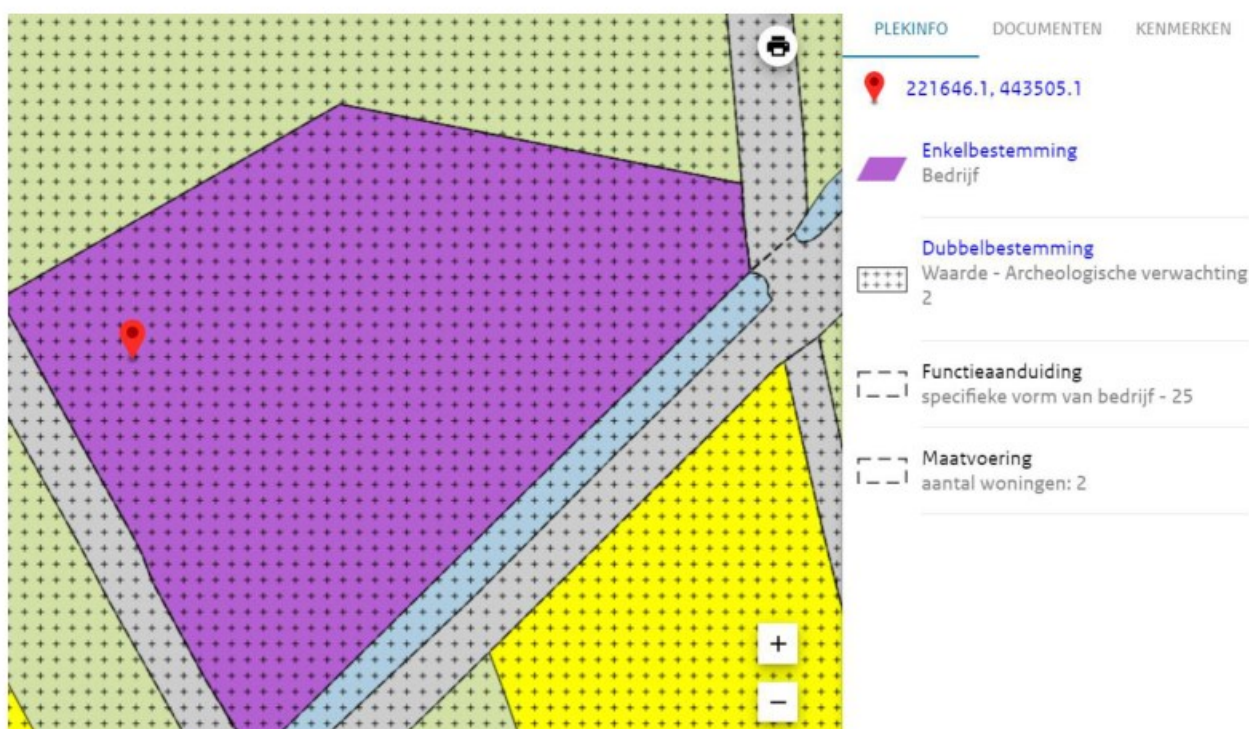 PLEKINFO DOCUMENTEN KENMERKEN
221646.1, 443505.1
Enkelbestemming
Bedrijf
Dubbelbestemming
Waarde - Archeologische verwachting
2
Functieaanduiding
specifieke vorm van bedrijf - 25
Maatvoering
aantal woningen: 2
+
−